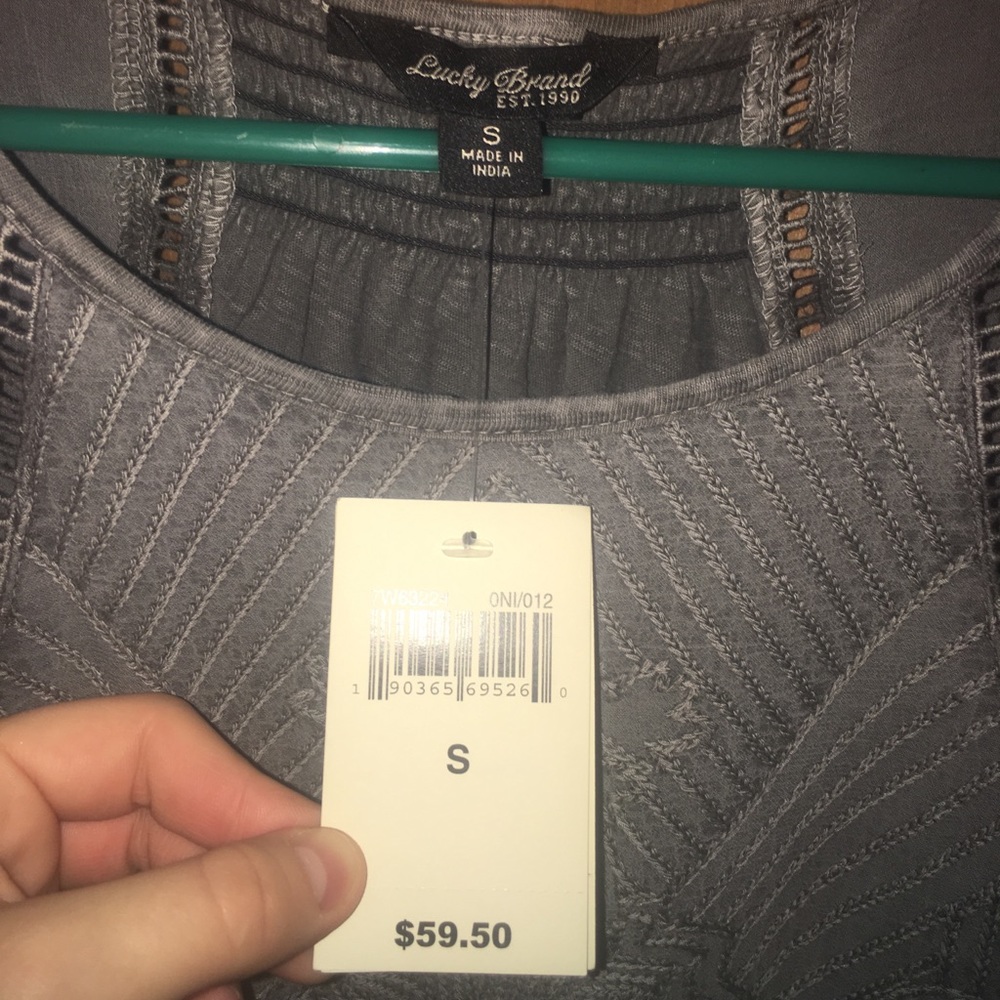 Lucky Brand
EST. 1990
S
MADE IN
INDIA
0NI/012
1 90365 69526 0
S
$59.50